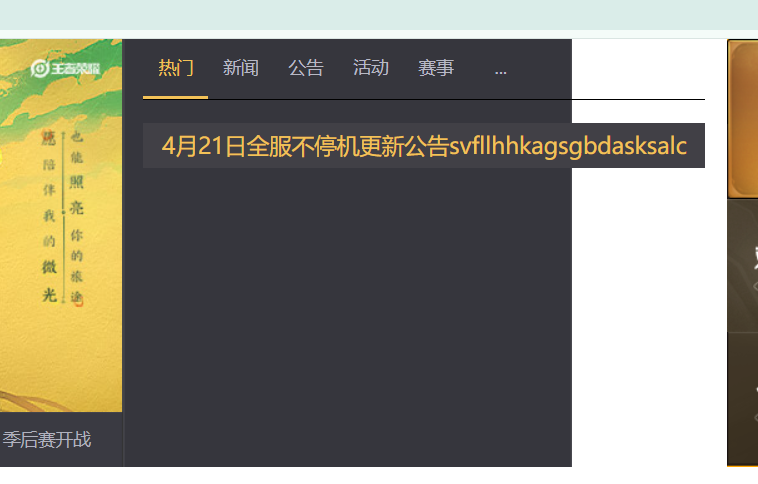 王者荣耀
也能照亮你的旅途
陪伴我的微光
热门 新闻 公告 活动 赛事 ...
4月21日全服不停机更新公告svfllhhkagsgbdasksalc
季后赛开战